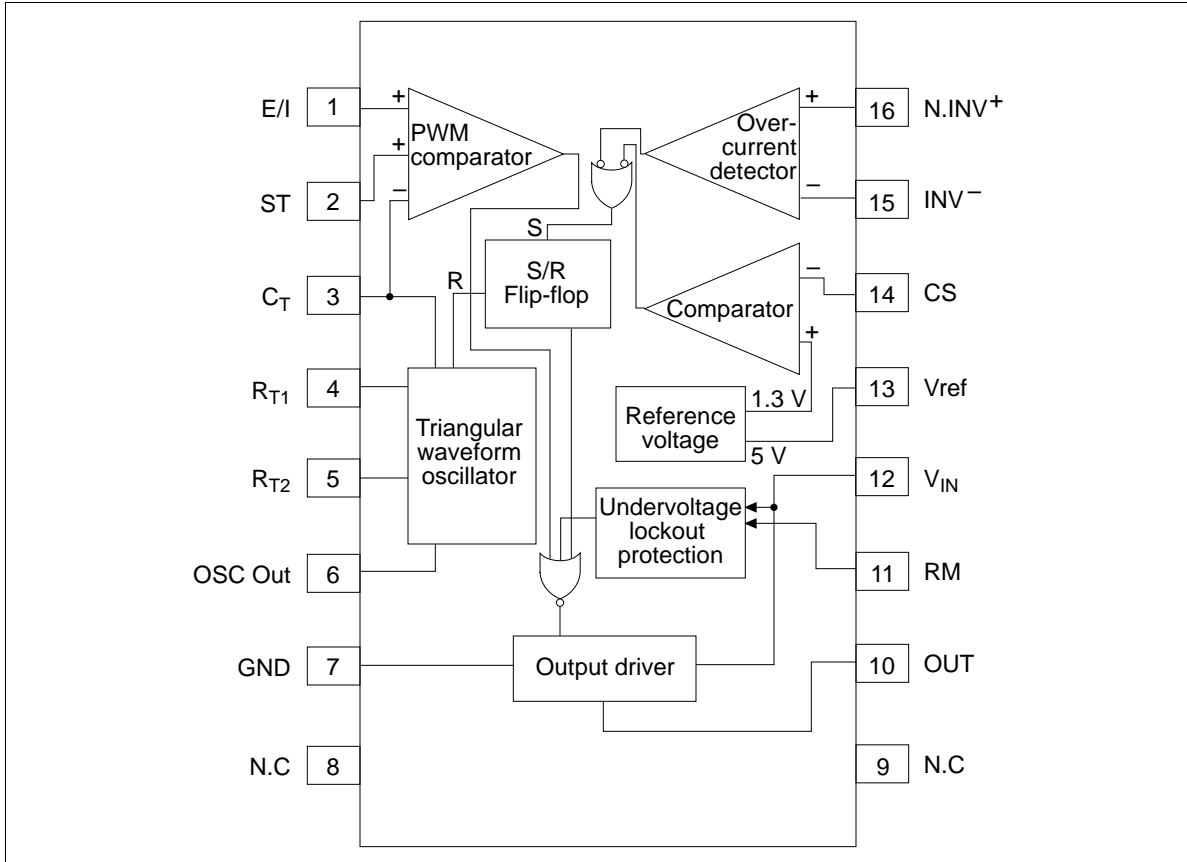 E/I 1
ST 2
C_T 3
R_T1 4
R_T2 5
OSC Out 6
GND 7
N.C 8
+
+
−
PWM
comparator
S
R
S/R
Flip-flop
Triangular
waveform
oscillator
Over-
current
detector
+
−
Comparator
−
+
Reference
voltage
1.3 V
5 V
Undervoltage
lockout
protection
Output driver
16 N.INV+
15 INV−
14 CS
13 Vref
12 V_IN
11 RM
10 OUT
9 N.C